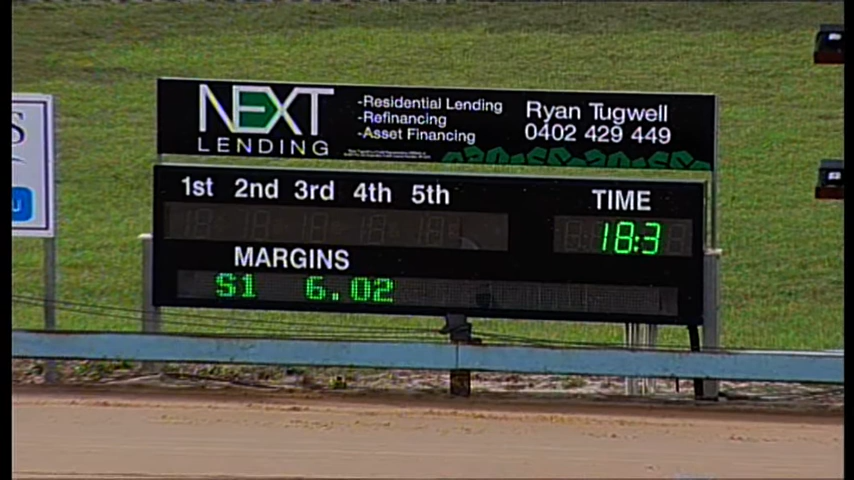 NEXT
LENDING
-Residential Lending
-Refinancing
-Asset Financing
Ryan Tugwell
0402 429 449
S
1st 2nd 3rd 4th 5th
TIME
18:3
MARGINS
S1 6.02